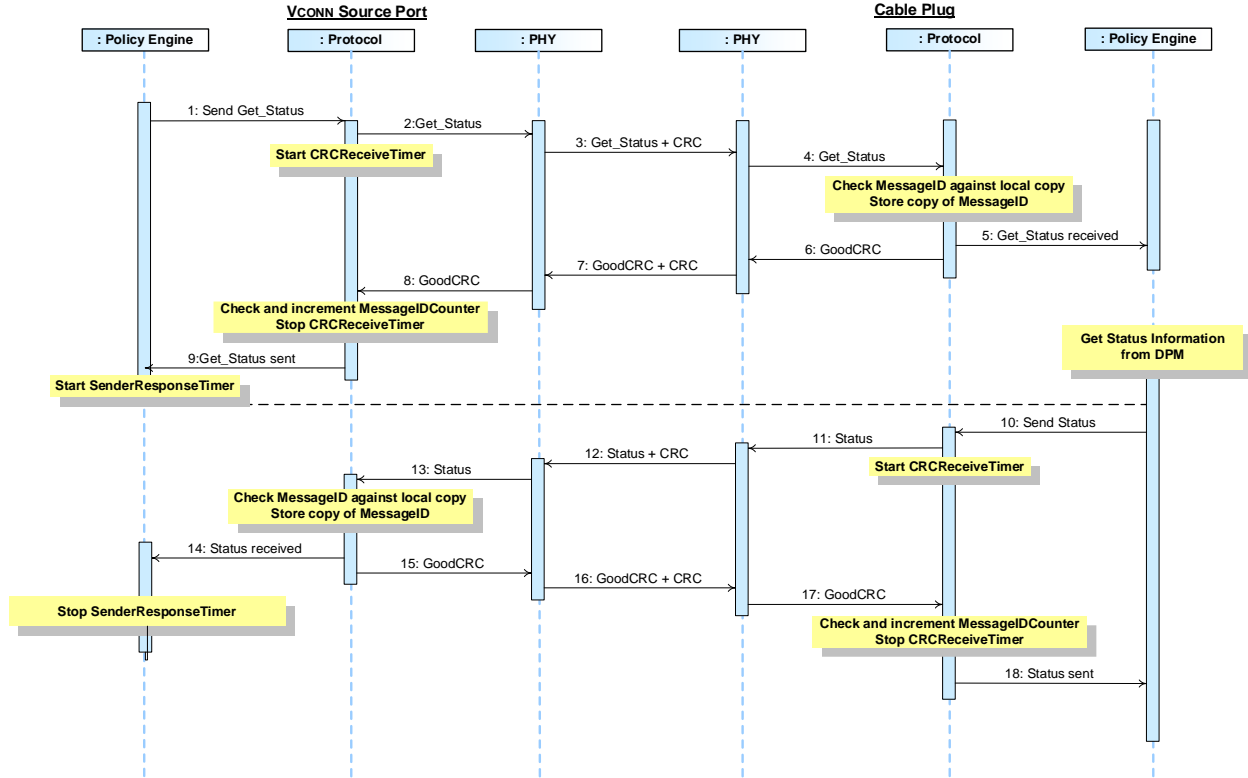 VCONN Source Port
Cable Plug
: Policy Engine
: Protocol
: PHY
: PHY
: Protocol
: Policy Engine
1: Send Get_Status
2:Get_Status
Start CRCReceiveTimer
3: Get_Status + CRC
4: Get_Status
Check MessageID against local copy
Store copy of MessageID
5: Get_Status received
6: GoodCRC
7: GoodCRC + CRC
8: GoodCRC
Check and increment MessageIDCounter
Stop CRCReceiveTimer
Get Status Information
from DPM
9:Get_Status sent
Start SenderResponseTimer
10: Send Status
11: Status
Start CRCReceiveTimer
12: Status + CRC
13: Status
Check MessageID against local copy
Store copy of MessageID
14: Status received
15: GoodCRC
16: GoodCRC + CRC
17: GoodCRC
Stop SenderResponseTimer
Check and increment MessageIDCounter
Stop CRCReceiveTimer
18: Status sent